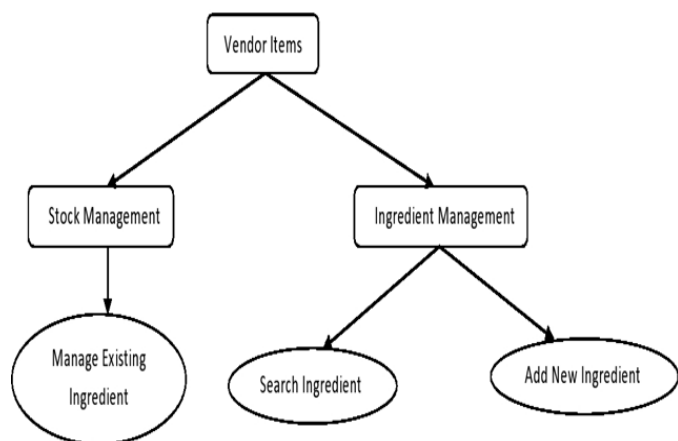 Vendor Items
Stock Management
Ingredient Management
Manage Existing
Ingredient
Search Ingredient
Add New Ingredient